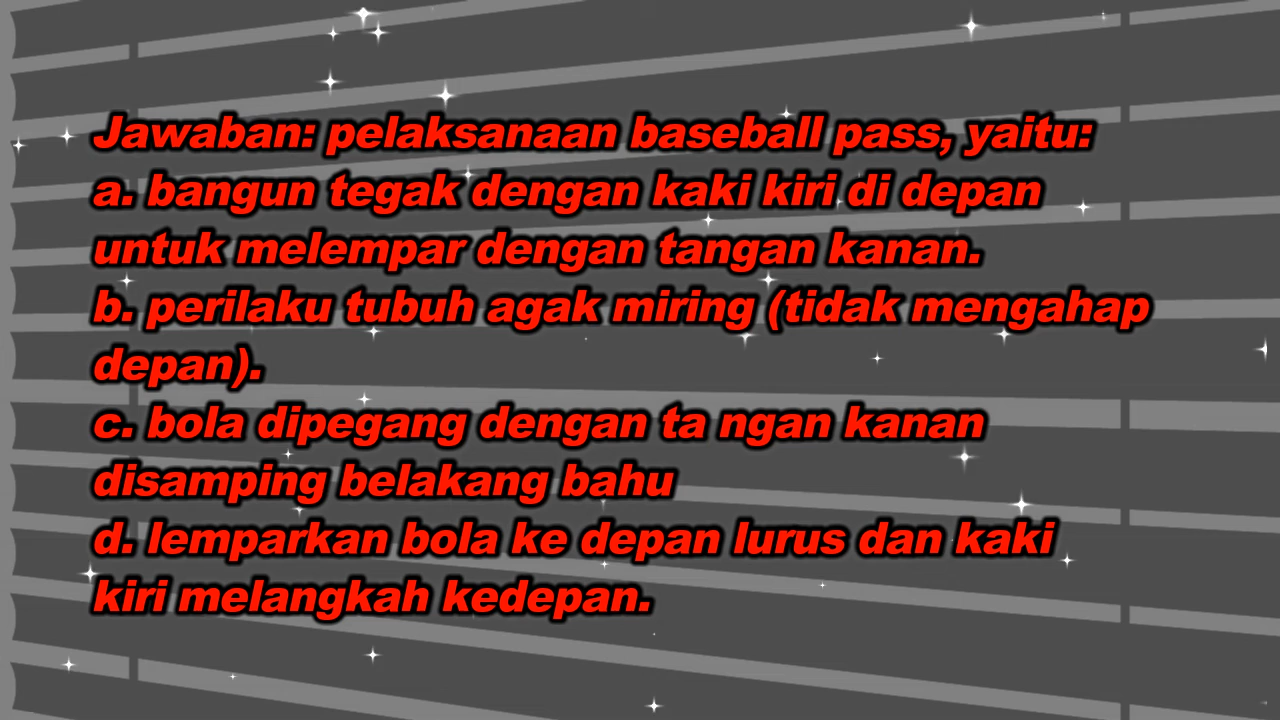 Jawaban: pelaksanaan baseball pass, yaitu:
a. bangun tegak dengan kaki kiri di depan
untuk melempar dengan tangan kanan.
b. perilaku tubuh agak miring (tidak mengahap
depan).
c. bola dipegang dengan ta ngan kanan
disamping belakang bahu
d. lemparkan bola ke depan lurus dan kaki
kiri melangkah kedepan.